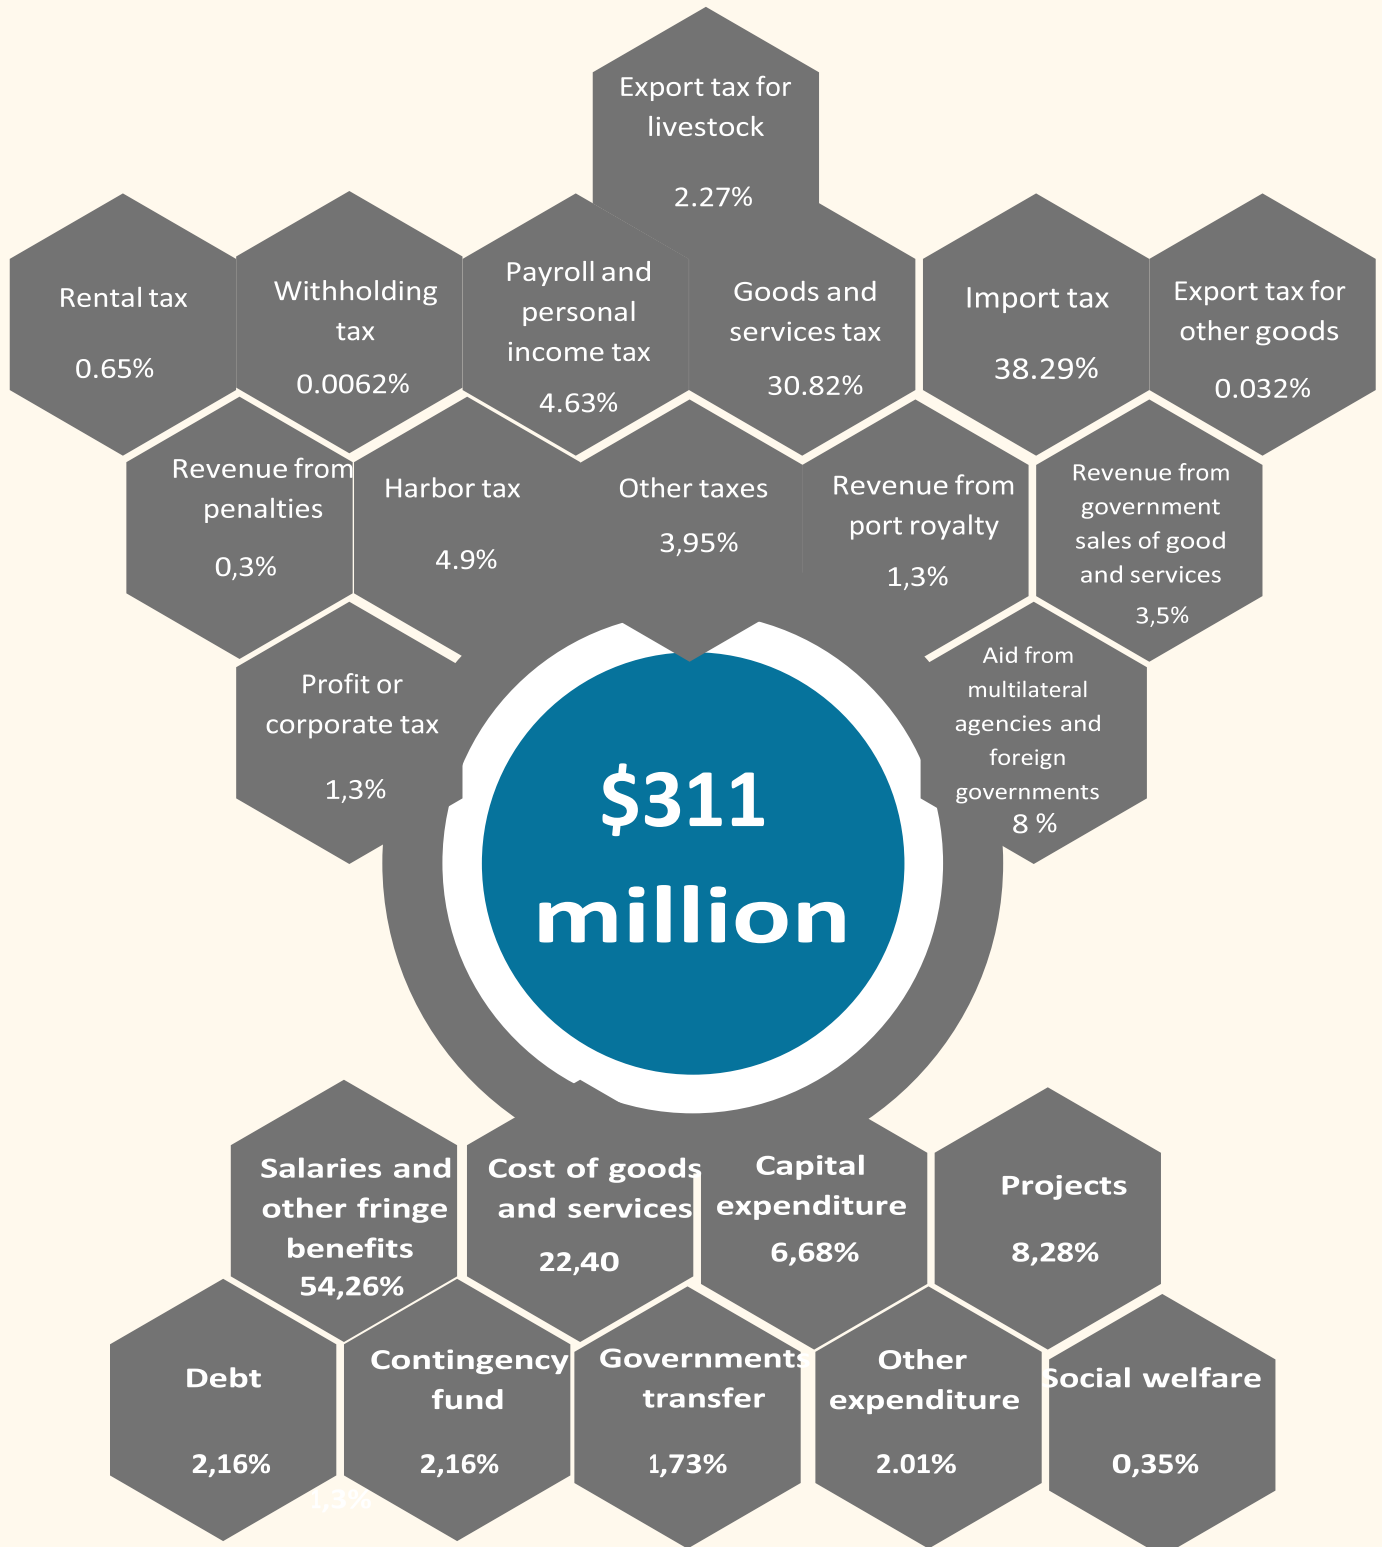 Export tax for
livestock
2.27%
Rental tax
0.65%
Withholding
tax
0.0062%
Payroll and
personal
income tax
4.63%
Goods and
services tax
30.82%
Import tax
38.29%
Export tax for
other goods
0.032%
Revenue from
penalties
0,3%
Harbor tax
4.9%
Other taxes
3,95%
Revenue from
port royalty
1,3%
Revenue from
government
sales of good
and services
3,5%
Profit or
corporate tax
1,3%
Aid from
multilateral
agencies and
foreign
governments
8 %
$311
million
Salaries and
other fringe
benefits
54,26%
Cost of goods
and services
22,40
Capital
expenditure
6,68%
Projects
8,28%
Debt
2,16%
1,3%
Contingency
fund
2,16%
Governments
transfer
1,73%
Other
expenditure
2.01%
Social welfare
0,35%